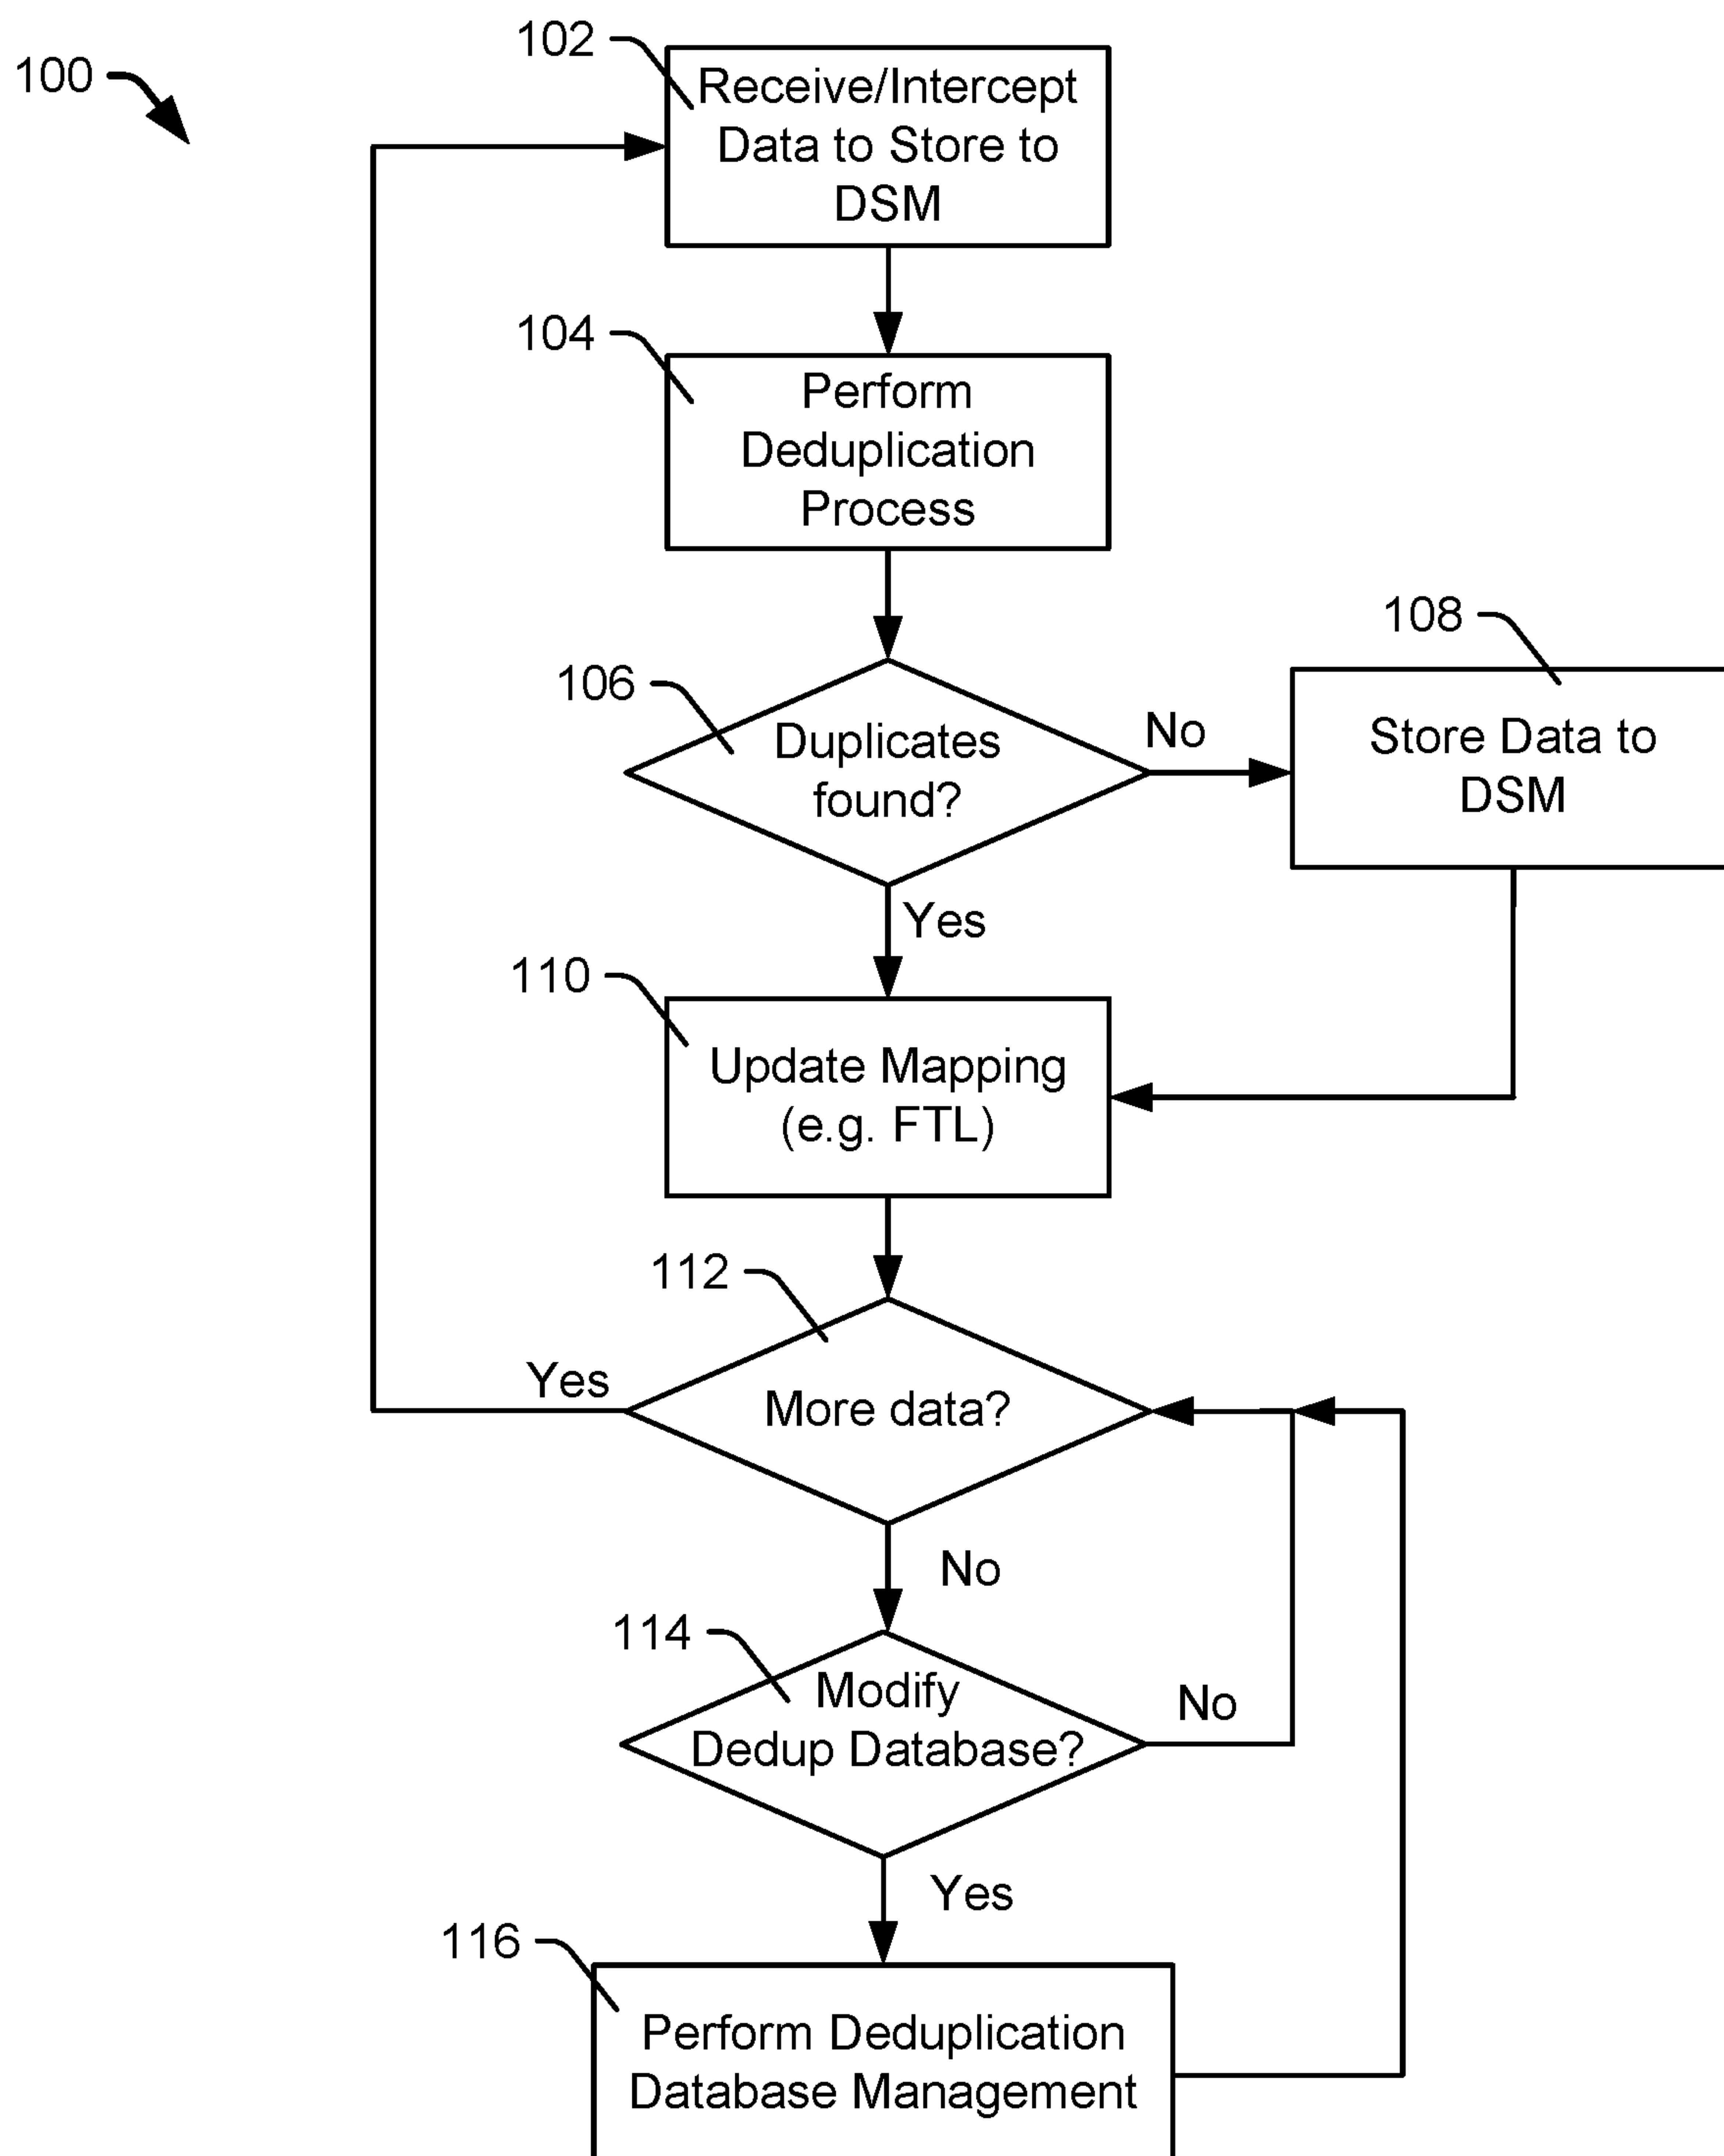 100
102
Receive/Intercept
Data to Store to
DSM
104
Perform
Deduplication
Process
106
Duplicates
found?
No
108
Store Data to
DSM
Yes
110
Update Mapping
(e.g. FTL)
112
Yes
More data?
No
114
Modify
Dedup Database?
No
Yes
116
Perform Deduplication
Database Management